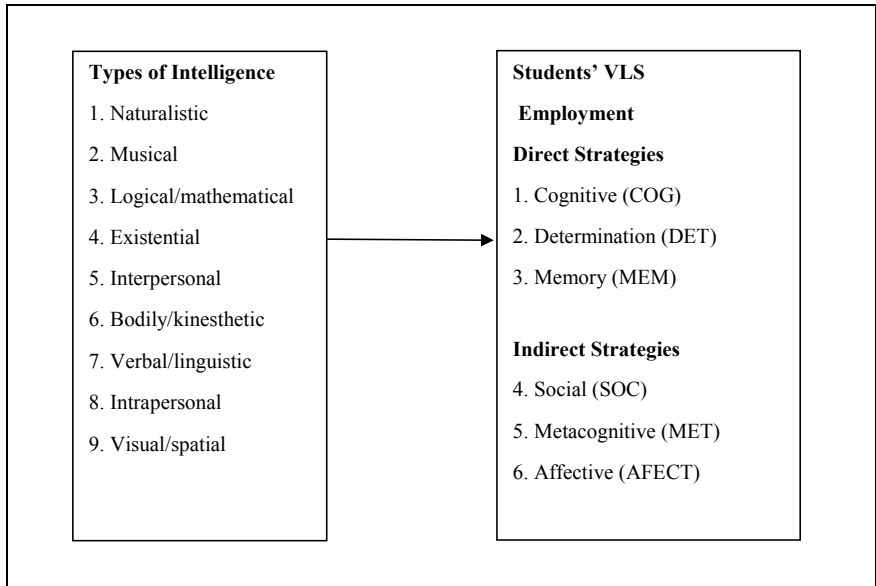 Types of Intelligence
1. Naturalistic
2. Musical
3. Logical/mathematical
4. Existential
5. Interpersonal
6. Bodily/kinesthetic
7. Verbal/linguistic
8. Intrapersonal
9. Visual/spatial
Students’ VLS
Employment
Direct Strategies
1. Cognitive (COG)
2. Determination (DET)
3. Memory (MEM)
Indirect Strategies
4. Social (SOC)
5. Metacognitive (MET)
6. Affective (AFECT)